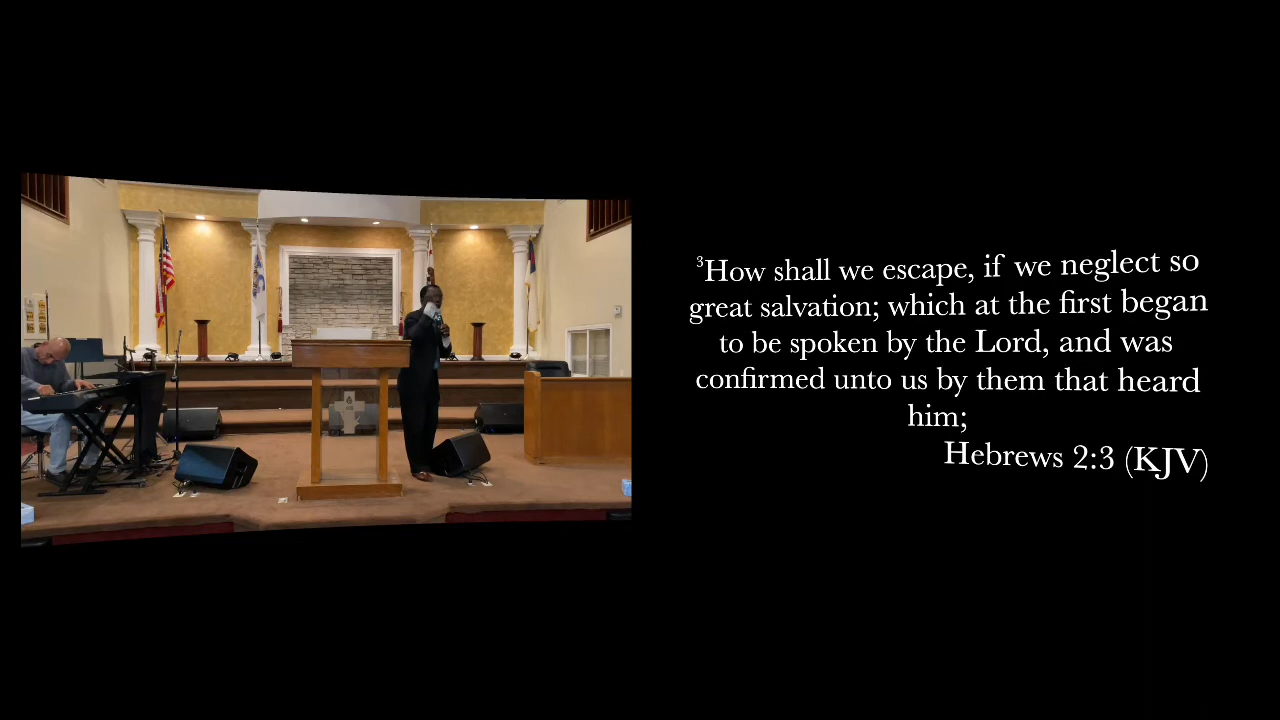 ³How shall we escape, if we neglect so
great salvation; which at the first began
to be spoken by the Lord, and was
confirmed unto us by them that heard
him;
Hebrews 2:3 (KJV)